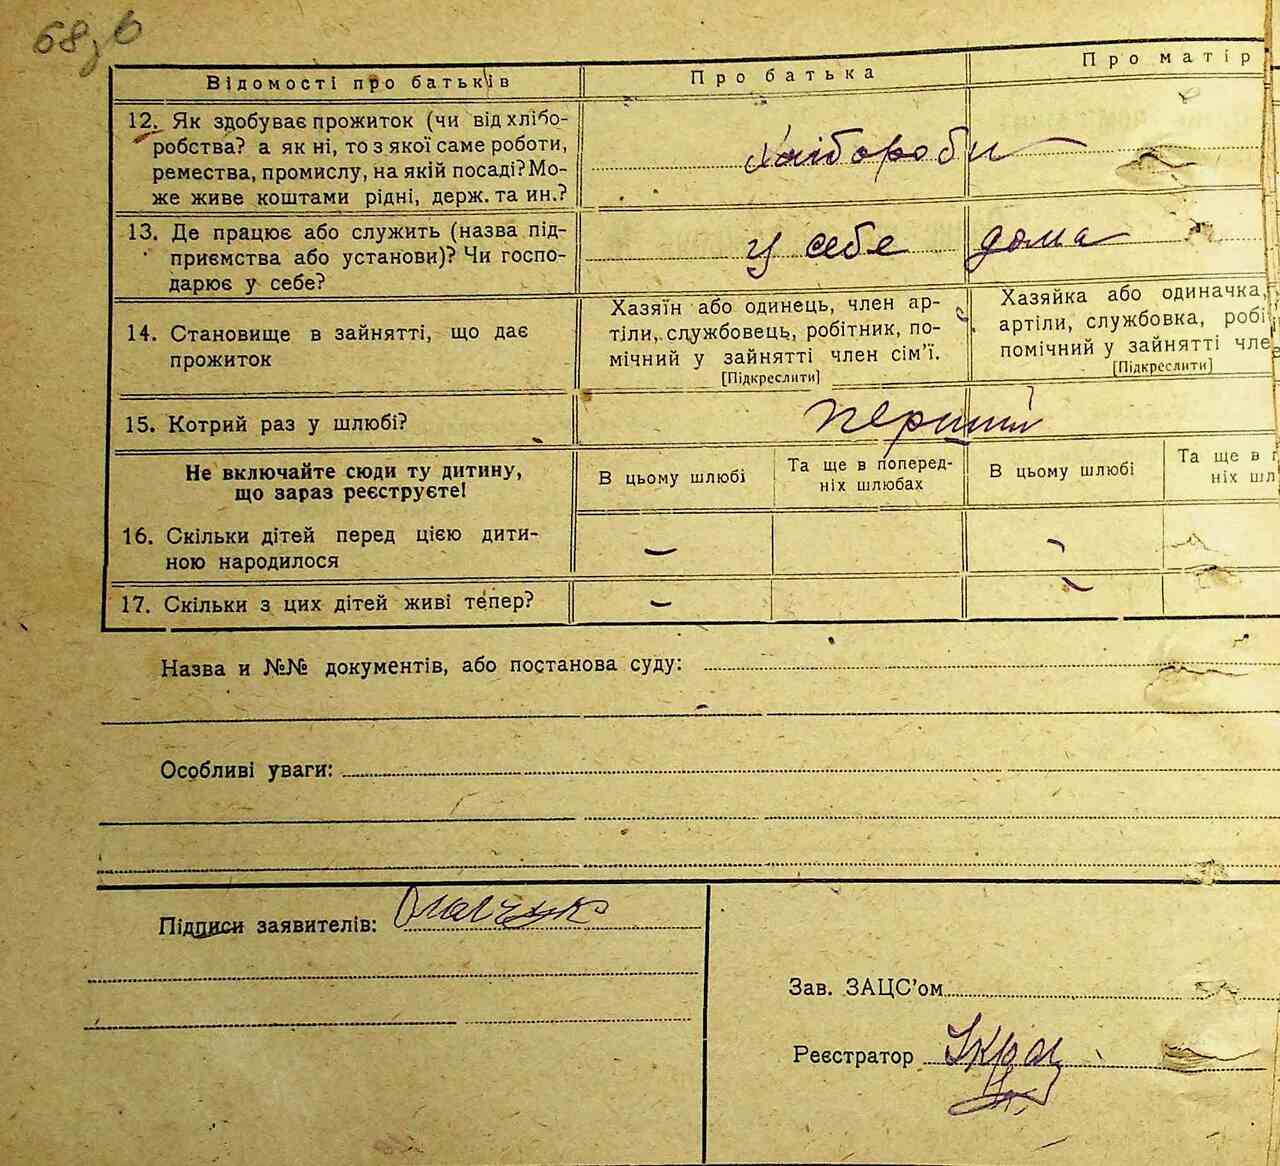 68зв
Відомості про батьків
Про батька
Про матір
12. Як здобуває прожиток (чи від хлібо-
робства? а як ні, то з якої саме роботи,
ремества, промислу, на якій посаді? Мо-
же живе коштами рідні, держ. та ин.?
хлібороби
13. Де працює або служить (назва під-
приємства або установи)? Чи госпо-
дарює у себе?
у себе дома
14. Становище в зайнятті, що дає
прожиток
Хазяїн або одинець, член ар-
тіли, службовець, робітник, по-
мічний у зайнятті член сім'ї.
[Підкреслити]
Хазяйка або одиначка,
артіли, службовка, робі
помічний у зайнятті чле
[Підкреслити]
15. Котрий раз у шлюбі?
перший
Не включайте сюди ту дитину,
що зараз реєструєте!
В цьому шлюбі
Та ще в поперед-
ніх шлюбах
В цьому шлюбі
Та ще в п
ніх шл
16. Скільки дітей перед цією дити-
ною народилося
— -
17. Скільки з цих дітей живі тепер?
— -
Назва и №№ документів, або постанова суду:
Особливі уваги:
Підписи заявителів:
Зав. ЗАЦС'ом
Реєстратор